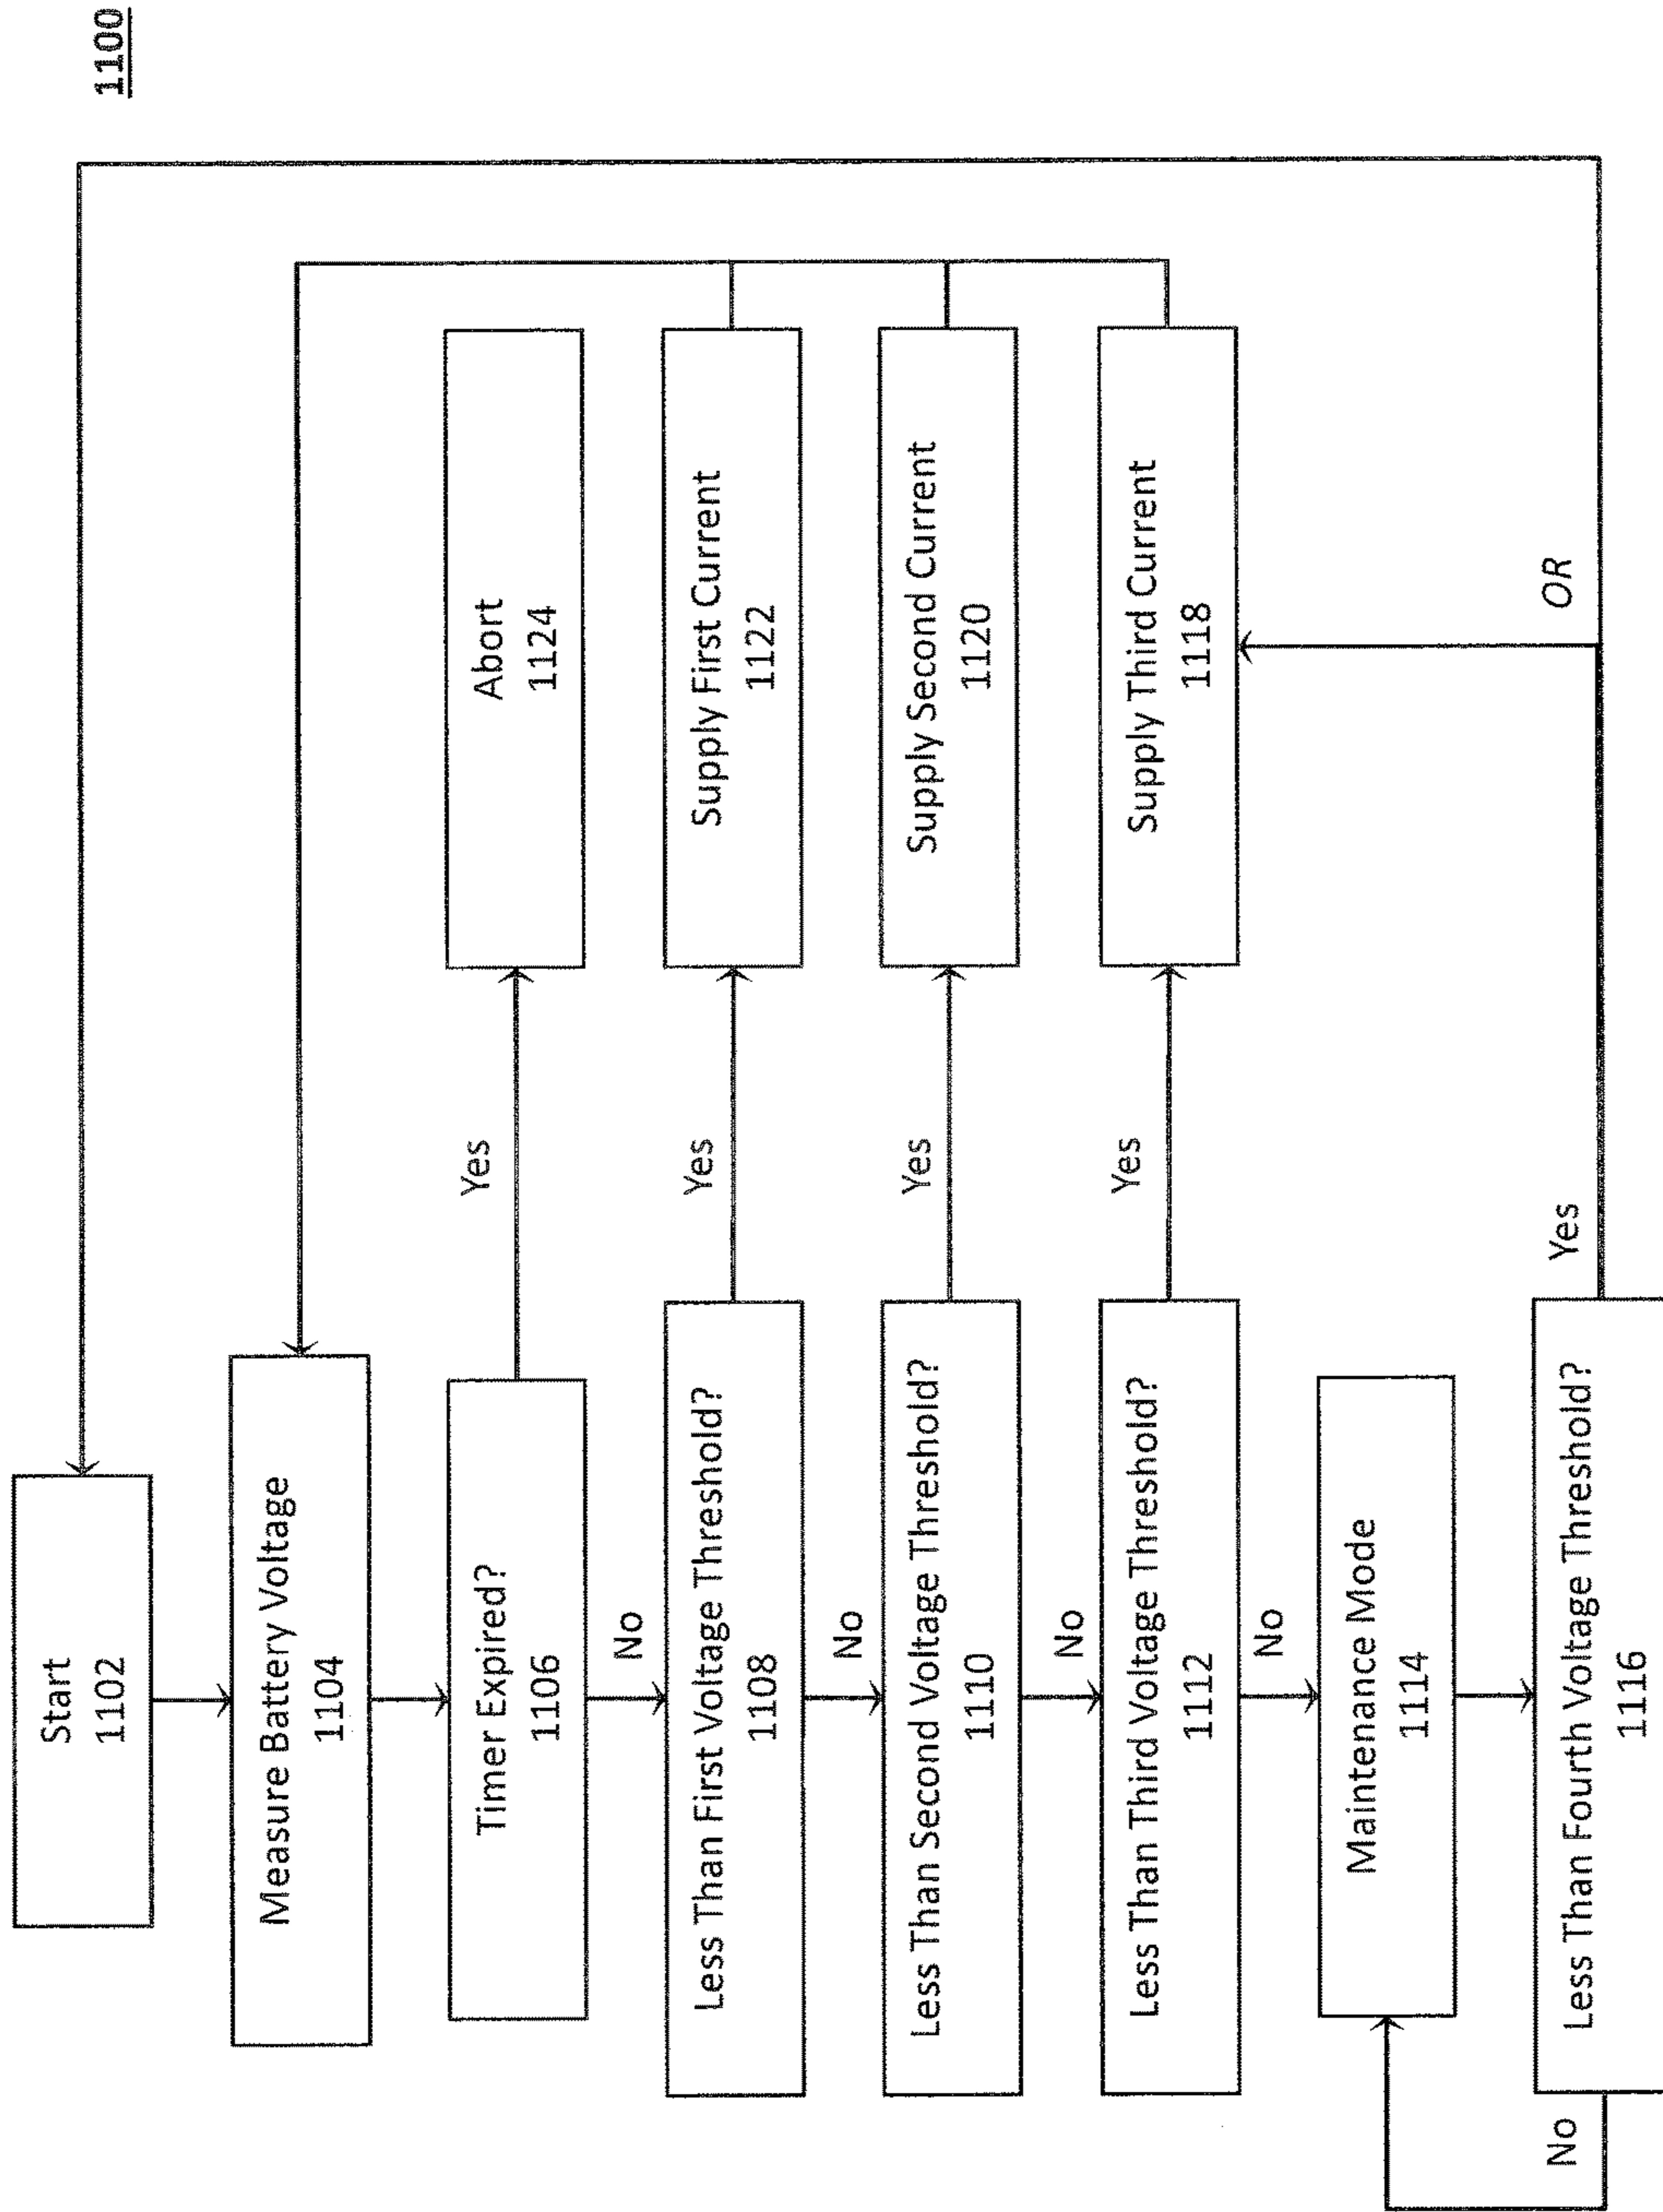 1100
Start
1102
Measure Battery Voltage
1104
Timer Expired?
1106
Yes
Abort
1124
No
Less Than First Voltage Threshold?
1108
Yes
Supply First Current
1122
No
Less Than Second Voltage Threshold?
1110
Yes
Supply Second Current
1120
No
Less Than Third Voltage Threshold?
1112
Yes
Supply Third Current
1118
No
Maintenance Mode
1114
Less Than Fourth Voltage Threshold?
1116
No
Yes
OR